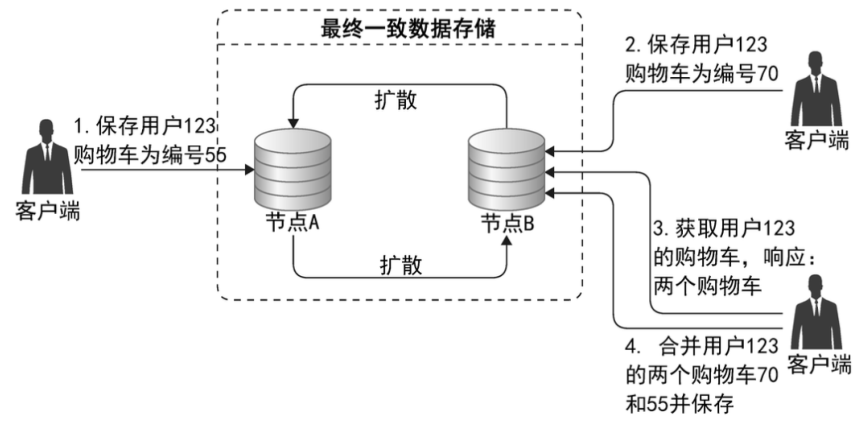 最终一致数据存储
1. 保存用户123
购物车为编号55
客户端
扩散
节点A
节点B
扩散
2. 保存用户123
购物车为编号70
客户端
3. 获取用户123
的购物车，响应：
两个购物车
客户端
4. 合并用户123
的两个购物车70
和55并保存